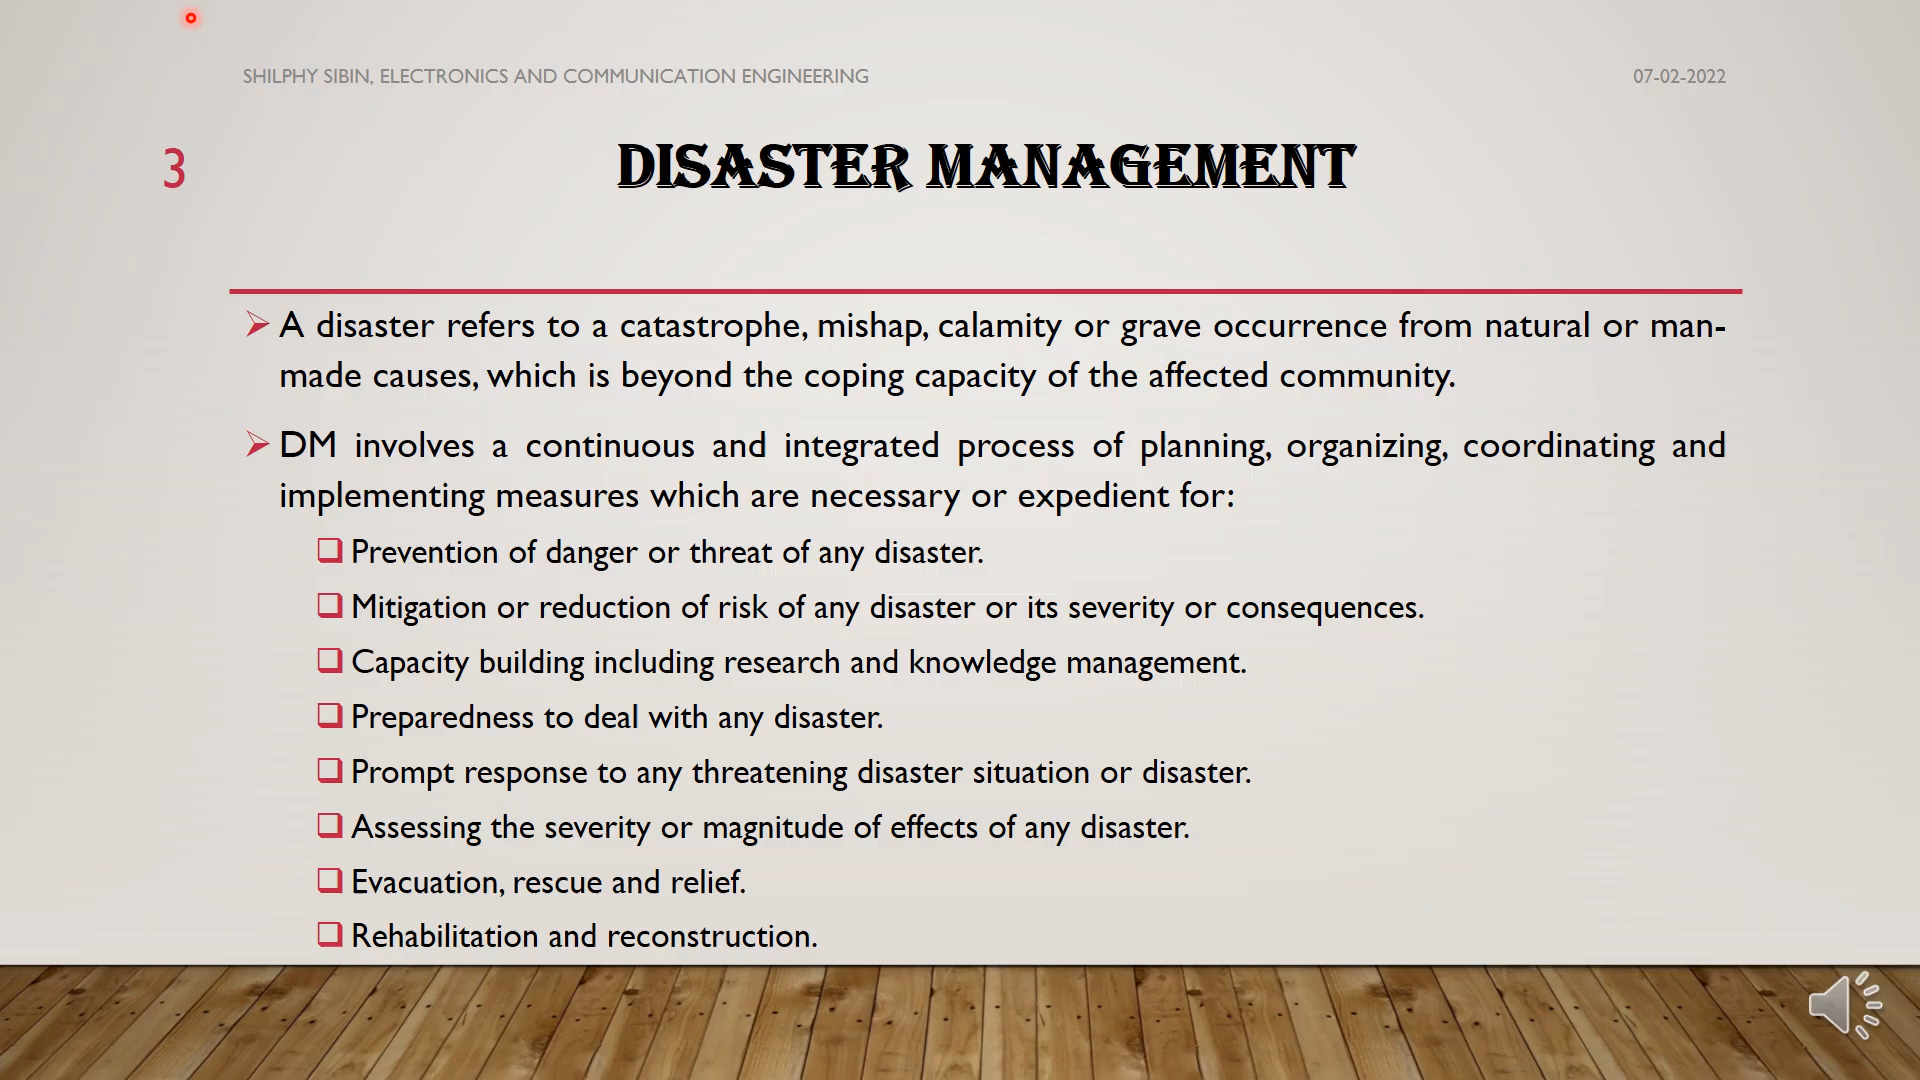 SHILPHY SIBIN, ELECTRONICS AND COMMUNICATION ENGINEERING
07-02-2022
3
DISASTER MANAGEMENT
A disaster refers to a catastrophe, mishap, calamity or grave occurrence from natural or man-
made causes, which is beyond the coping capacity of the affected community.
DM involves a continuous and integrated process of planning, organizing, coordinating and
implementing measures which are necessary or expedient for:
Prevention of danger or threat of any disaster.
Mitigation or reduction of risk of any disaster or its severity or consequences.
Capacity building including research and knowledge management.
Preparedness to deal with any disaster.
Prompt response to any threatening disaster situation or disaster.
Assessing the severity or magnitude of effects of any disaster.
Evacuation, rescue and relief.
Rehabilitation and reconstruction.